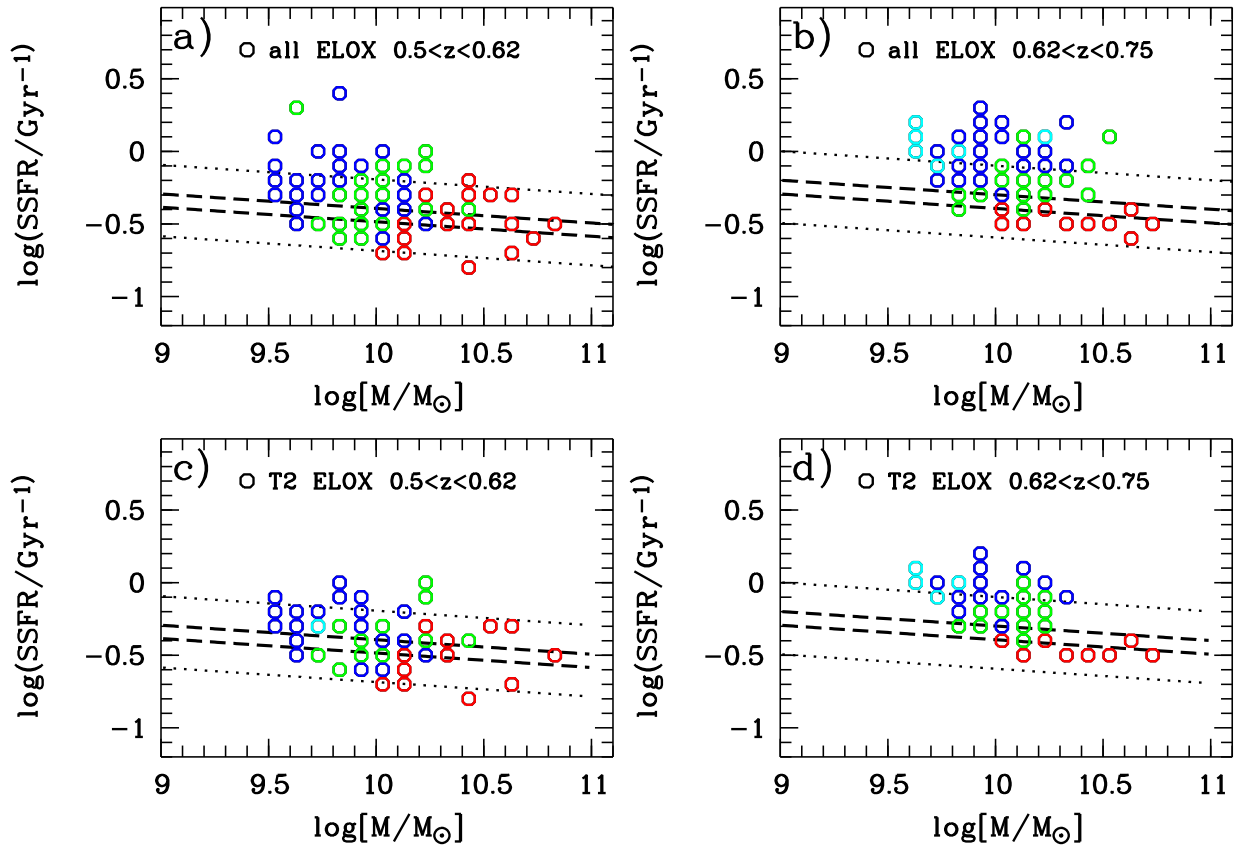 a) all ELOX 0.5<z<0.62
log(SSFR/Gyr⁻¹)
0.5
0
−0.5
−1
9 9.5 10 10.5 11
log[M/M⊙]
b) all ELOX 0.62<z<0.75
log(SSFR/Gyr⁻¹)
0.5
0
−0.5
−1
9 9.5 10 10.5 11
log[M/M⊙]
c) T2 ELOX 0.5<z<0.62
log(SSFR/Gyr⁻¹)
0.5
0
−0.5
−1
9 9.5 10 10.5 11
log[M/M⊙]
d) T2 ELOX 0.62<z<0.75
log(SSFR/Gyr⁻¹)
0.5
0
−0.5
−1
9 9.5 10 10.5 11
log[M/M⊙]